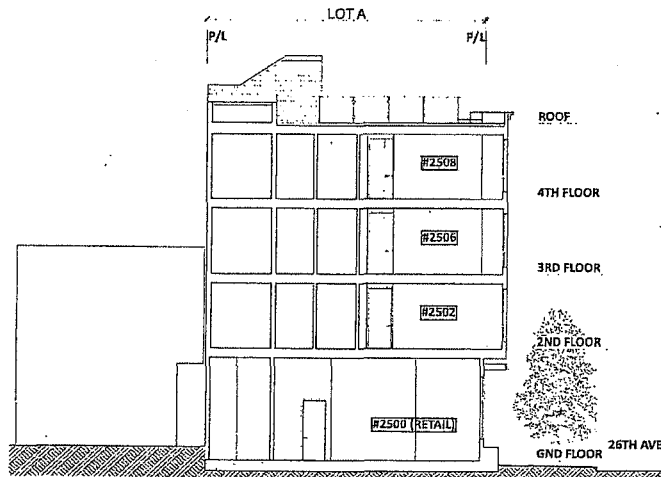 LOT A
P/L P/L
ROOF
#2508
4TH FLOOR
#2506
3RD FLOOR
#2502
2ND FLOOR
#2500 (RETAIL)
26TH AVE
GND FLOOR